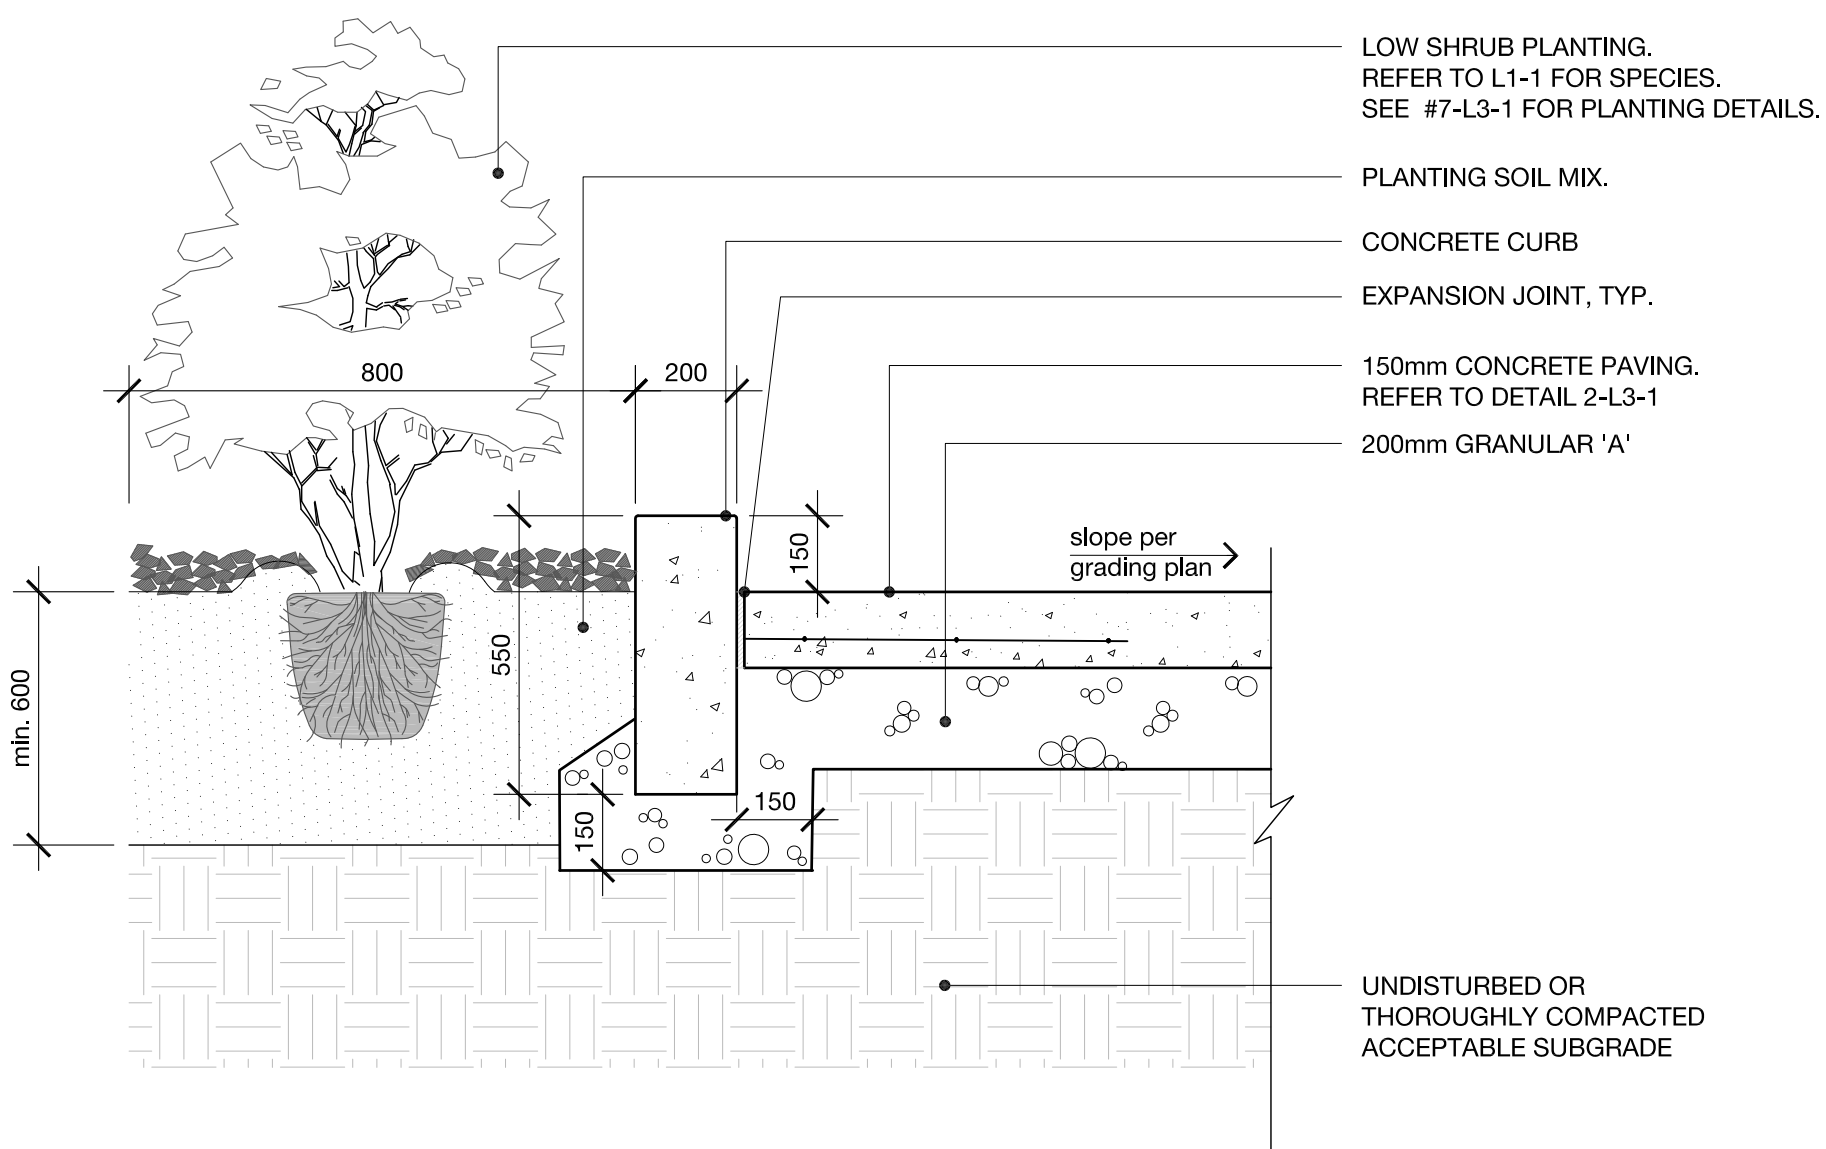 LOW SHRUB PLANTING.
REFER TO L1-1 FOR SPECIES.
SEE #7-L3-1 FOR PLANTING DETAILS.
PLANTING SOIL MIX.
CONCRETE CURB
EXPANSION JOINT, TYP.
150mm CONCRETE PAVING.
REFER TO DETAIL 2-L3-1
200mm GRANULAR 'A'
800
200
150
slope per
grading plan
550
min. 600
150
150
UNDISTURBED OR
THOROUGHLY COMPACTED
ACCEPTABLE SUBGRADE